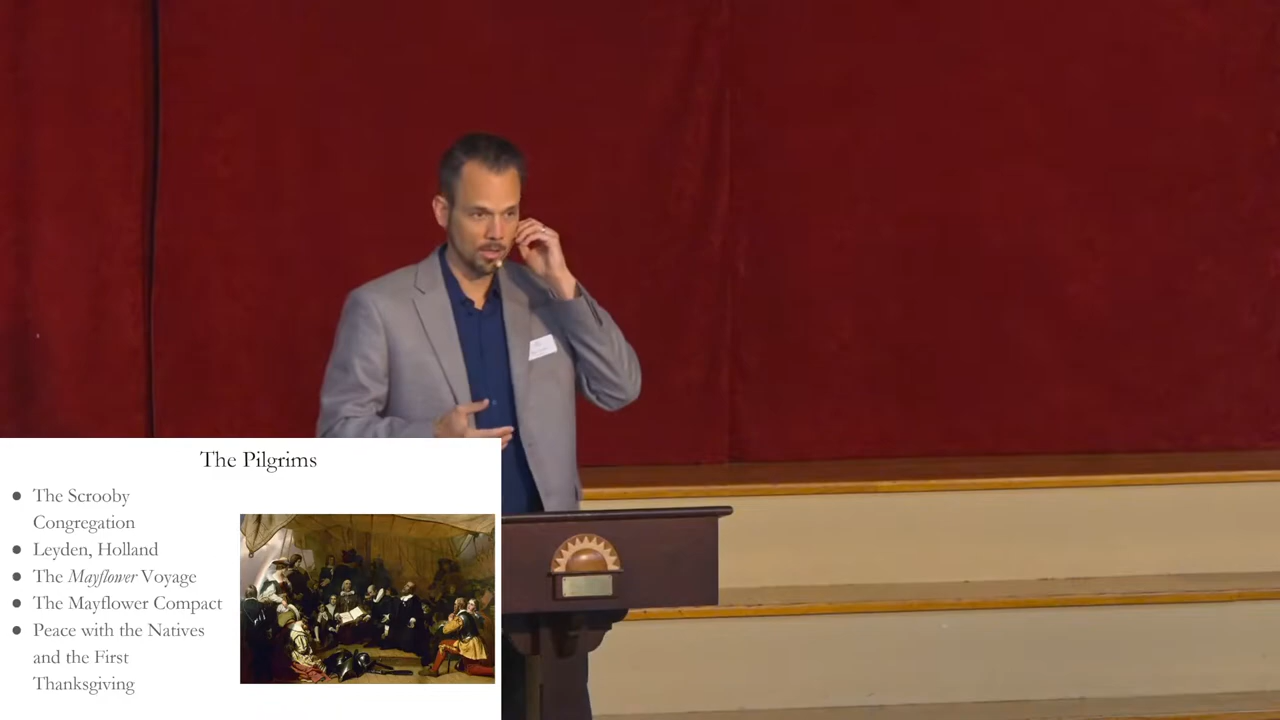 The Pilgrims
● The Scrooby
Congregation
● Leyden, Holland
● The Mayflower Voyage
● The Mayflower Compact
● Peace with the Natives
and the First
Thanksgiving